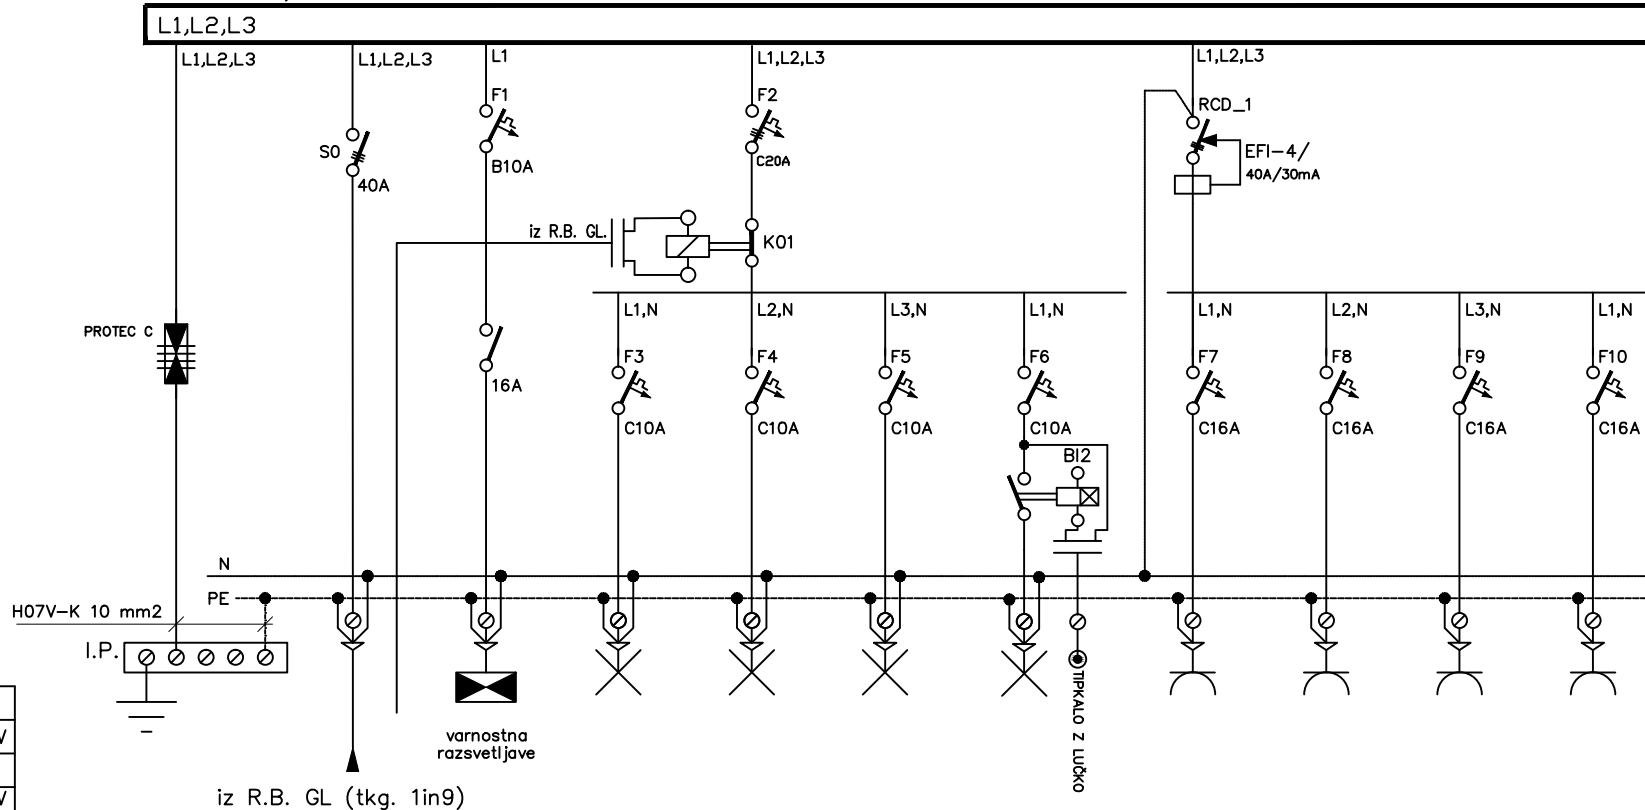 L1,L2,L3
L1,L2,L3
L1,L2,L3
L1
L1,L2,L3
L1,L2,L3
F1
F2
RCD_1
S0
40A
B10A
C20A
EFI-4/
40A/30mA
iz R.B. GL.
K01
L1,N
L2,N
L3,N
L1,N
L1,N
L2,N
L3,N
L1,N
PROTEC C
16A
F3
F4
F5
F6
F7
F8
F9
F10
C10A
C10A
C10A
C10A
C16A
C16A
C16A
C16A
BI2
N
PE
H07V-K 10 mm2
I.P.
TIPKALO Z LUČKO
varnostna
razsvetljave
iz R.B. GL (tkg. 1in9)